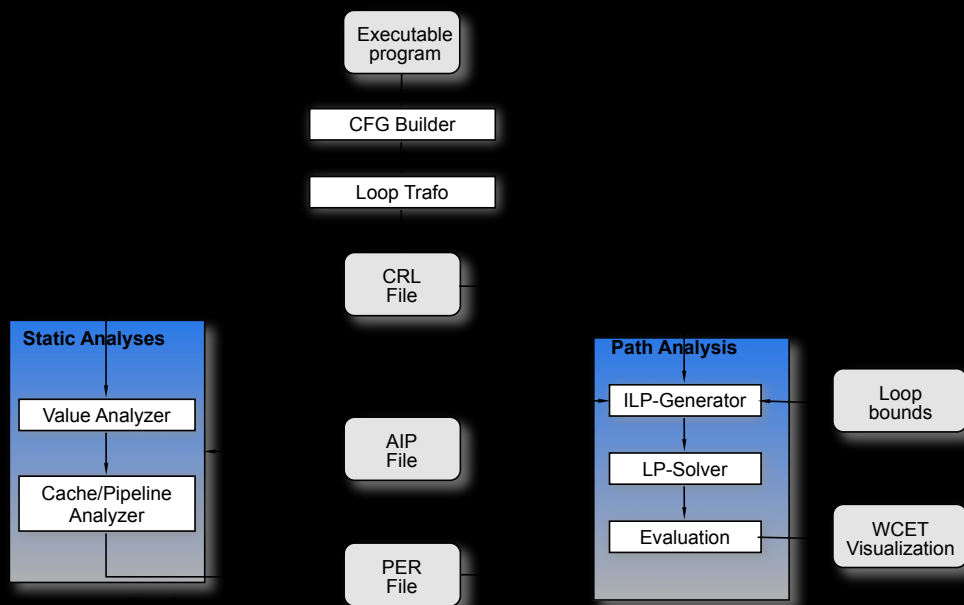 Executable
program
CFG Builder
Loop Trafo
CRL
File
Static Analyses
Value Analyzer
Cache/Pipeline
Analyzer
AIP
File
PER
File
Path Analysis
ILP-Generator
LP-Solver
Evaluation
Loop
bounds
WCET
Visualization